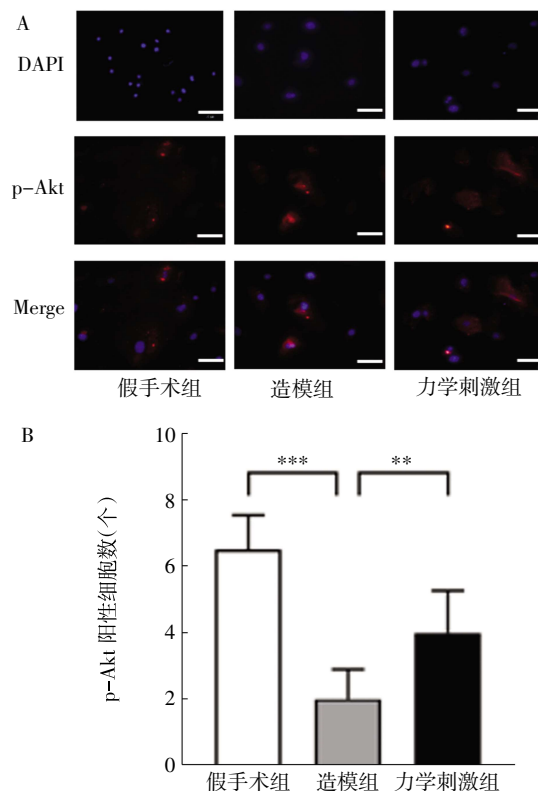 A
DAPI
p-Akt
Merge
假手术组 造模组 力学刺激组
B
p-Akt 阳性细胞数(个)
10
8
6
4
2
0
*** **
假手术组 造模组 力学刺激组